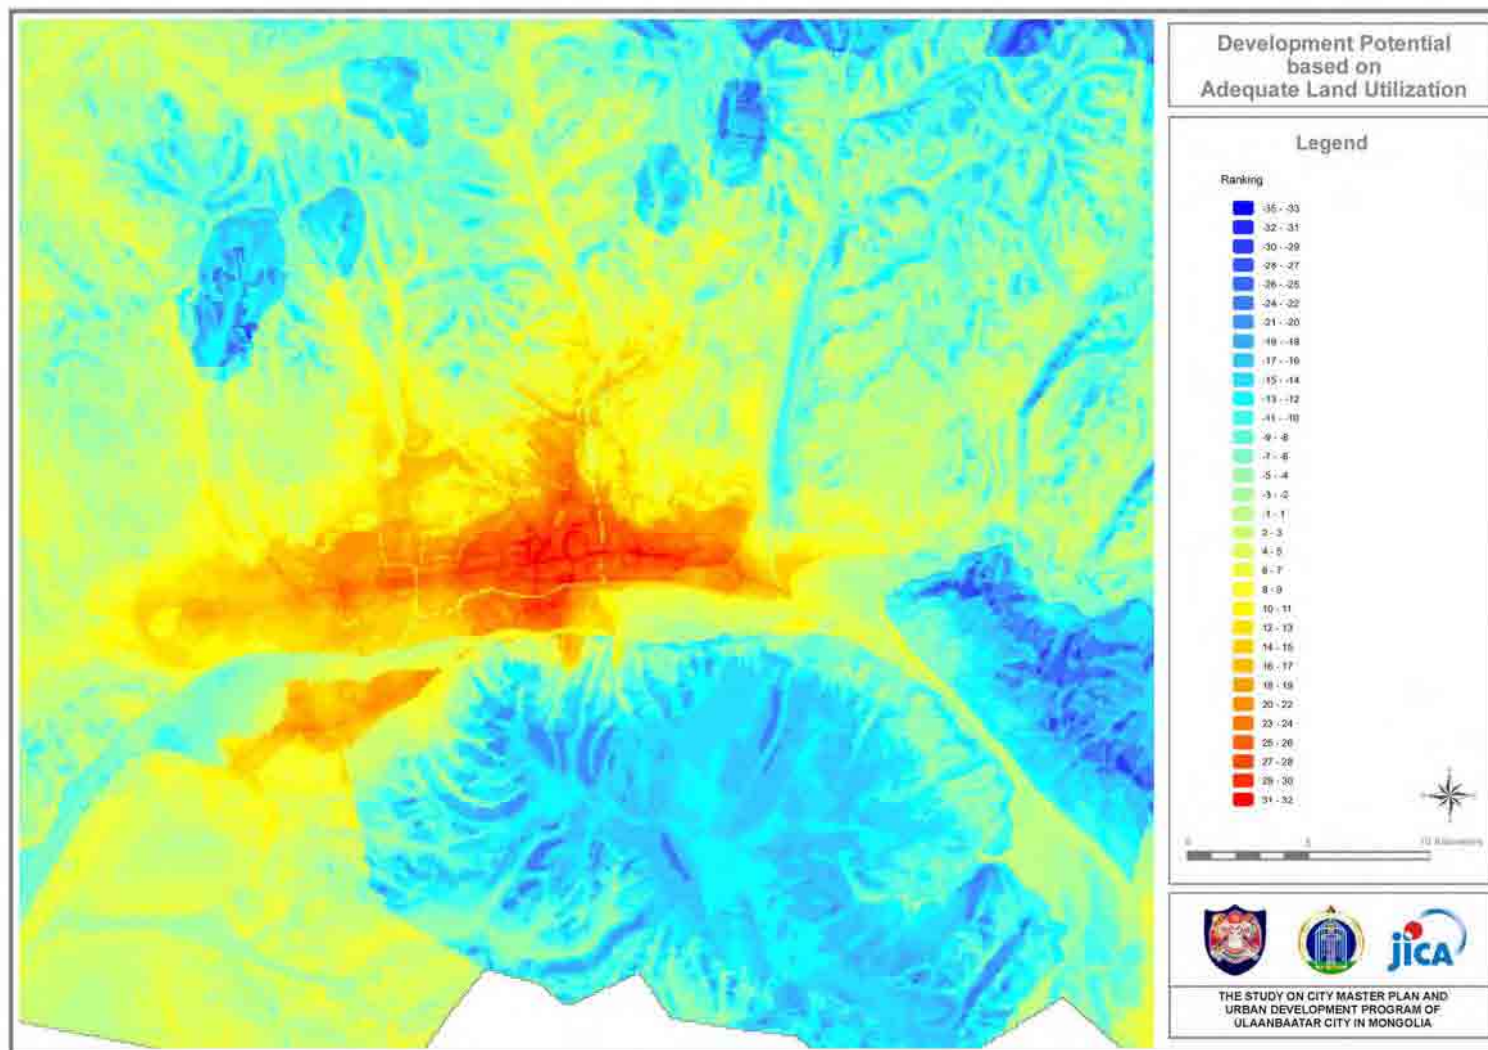 Development Potential
based on
Adequate Land Utilization
Legend
Ranking
-35 - -33
-32 - -31
-30 - -29
-28 - -27
-26 - -25
-24 - -22
-21 - -20
-19 - -18
-17 - -16
-15 - -14
-13 - -12
-11 - -10
-9 - -8
-7 - -6
-5 - -4
-3 - -2
-1 - 1
2 - 3
4 - 5
6 - 7
8 - 9
10 - 11
12 - 13
14 - 15
16 - 17
18 - 19
20 - 22
23 - 24
25 - 26
27 - 28
29 - 30
31 - 32
0 5 10 Kilometers
jICA
THE STUDY ON CITY MASTER PLAN AND
URBAN DEVELOPMENT PROGRAM OF
ULAANBAATAR CITY IN MONGOLIA